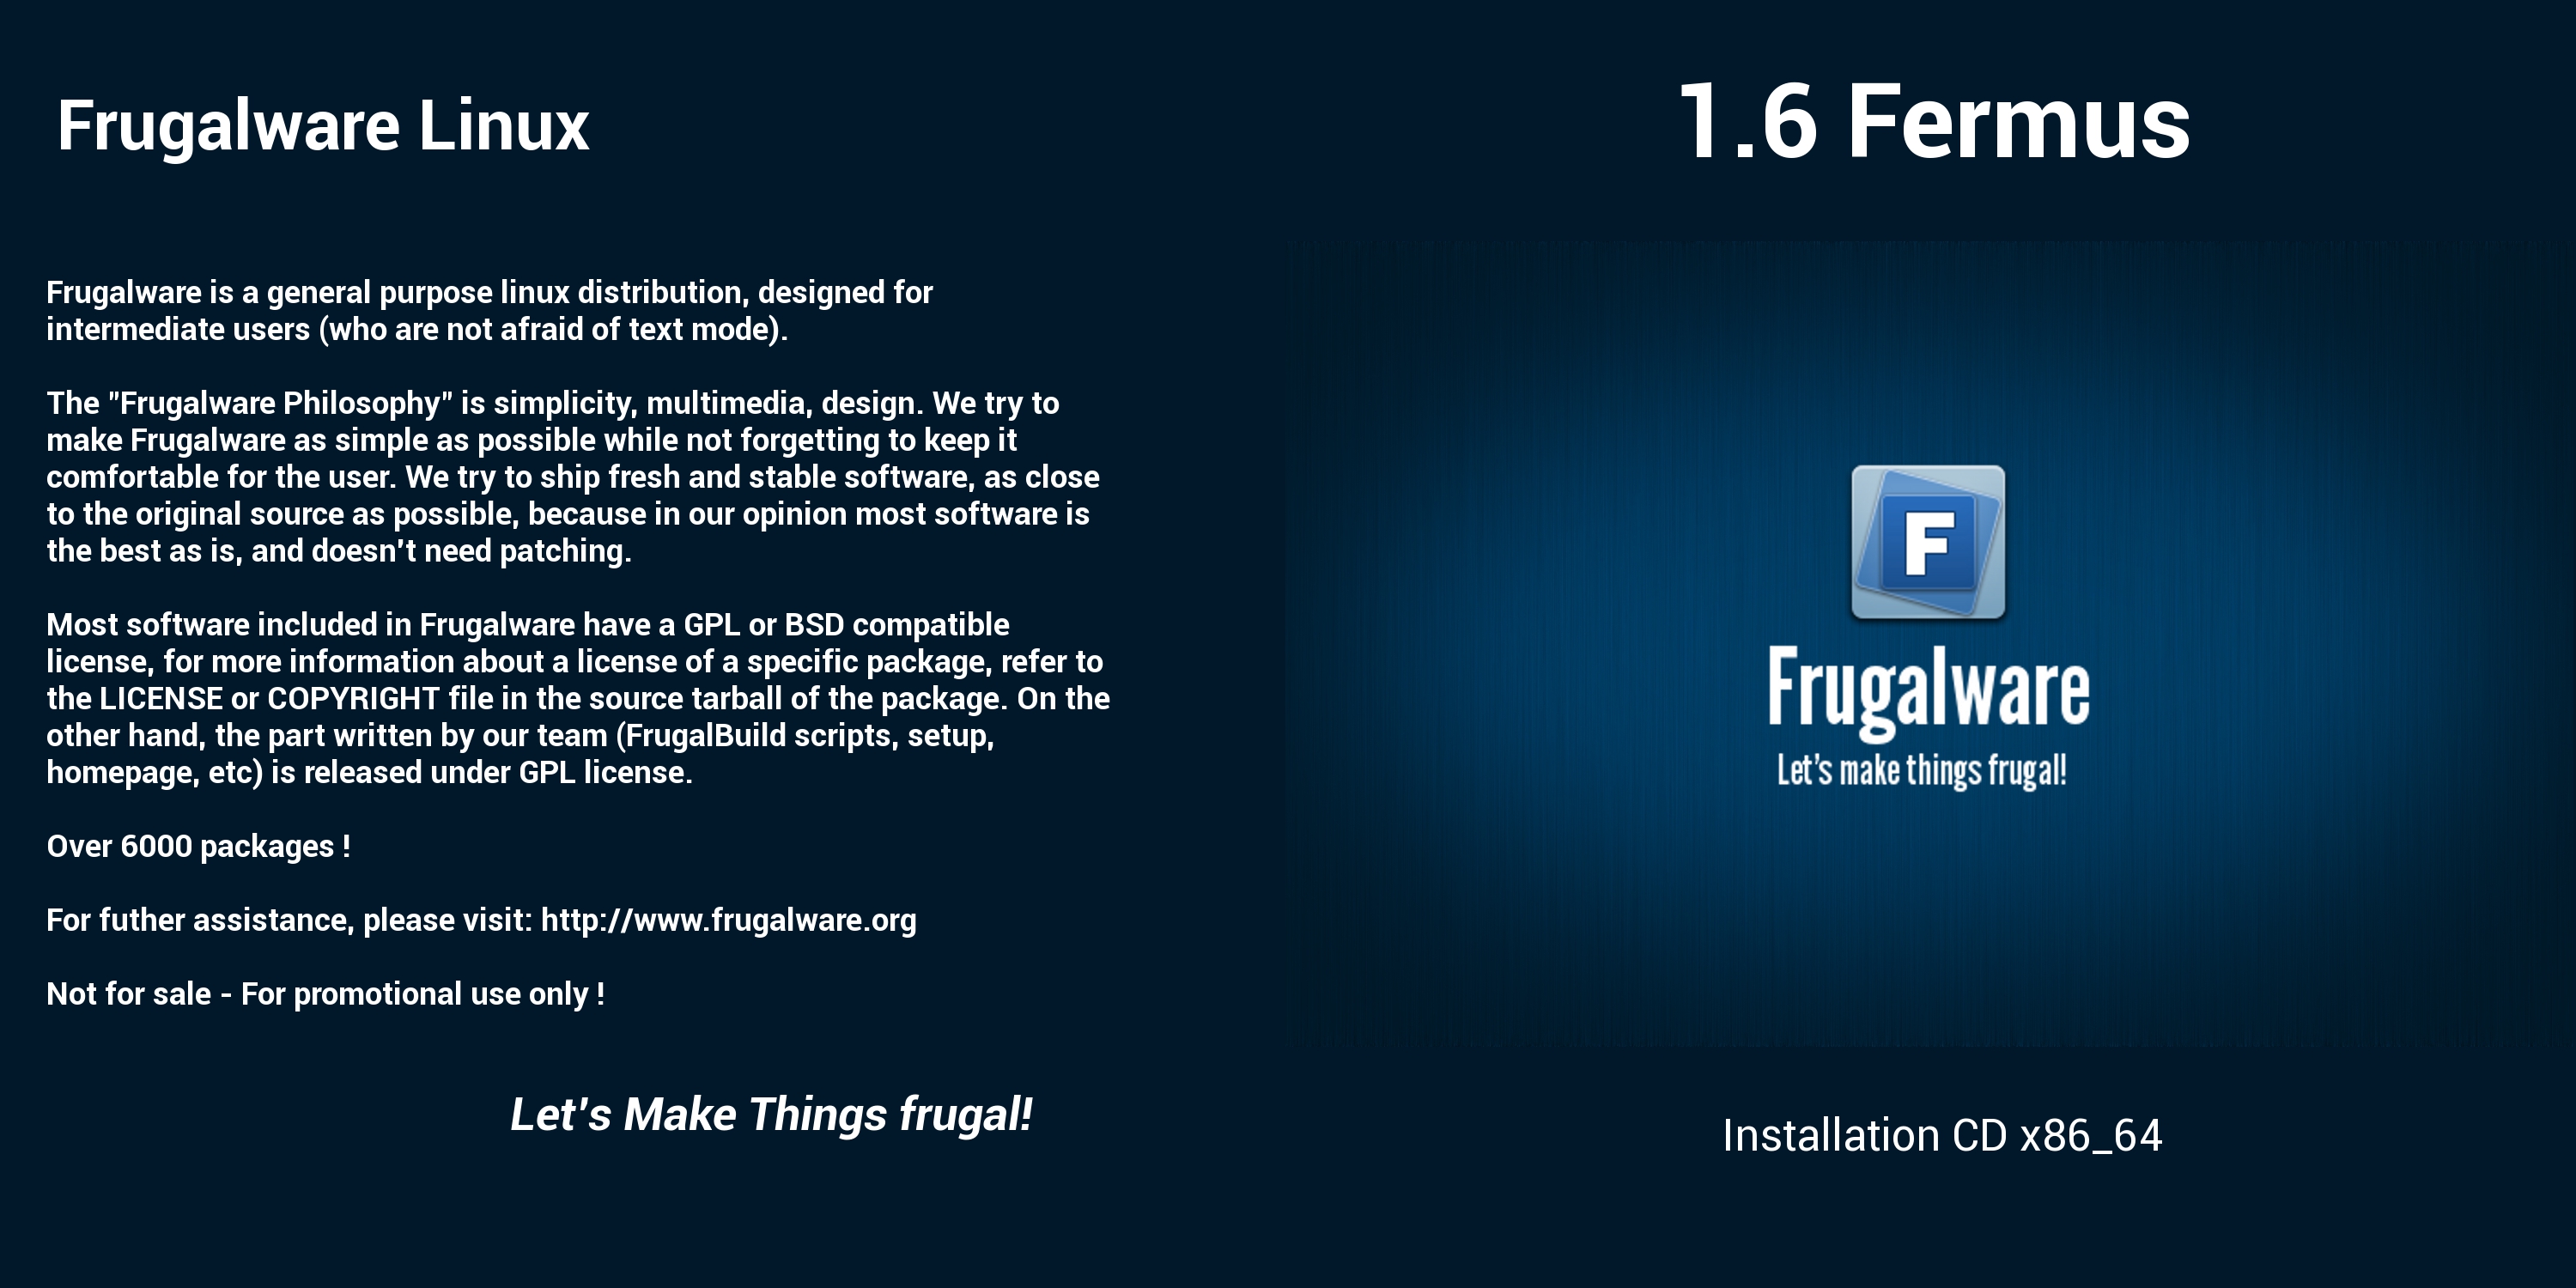 Frugalware Linux
Frugalware is a general purpose linux distribution, designed for
intermediate users (who are not afraid of text mode).
The "Frugalware Philosophy" is simplicity, multimedia, design. We try to
make Frugalware as simple as possible while not forgetting to keep it
comfortable for the user. We try to ship fresh and stable software, as close
to the original source as possible, because in our opinion most software is
the best as is, and doesn't need patching.
Most software included in Frugalware have a GPL or BSD compatible
license, for more information about a license of a specific package, refer to
the LICENSE or COPYRIGHT file in the source tarball of the package. On the
other hand, the part written by our team (FrugalBuild scripts, setup,
homepage, etc) is released under GPL license.
Over 6000 packages !
For futher assistance, please visit: http://www.frugalware.org
Not for sale - For promotional use only !
Let's Make Things frugal!
1.6 Fermus
F
Frugalware
Let's make things frugal!
Installation CD x86_64